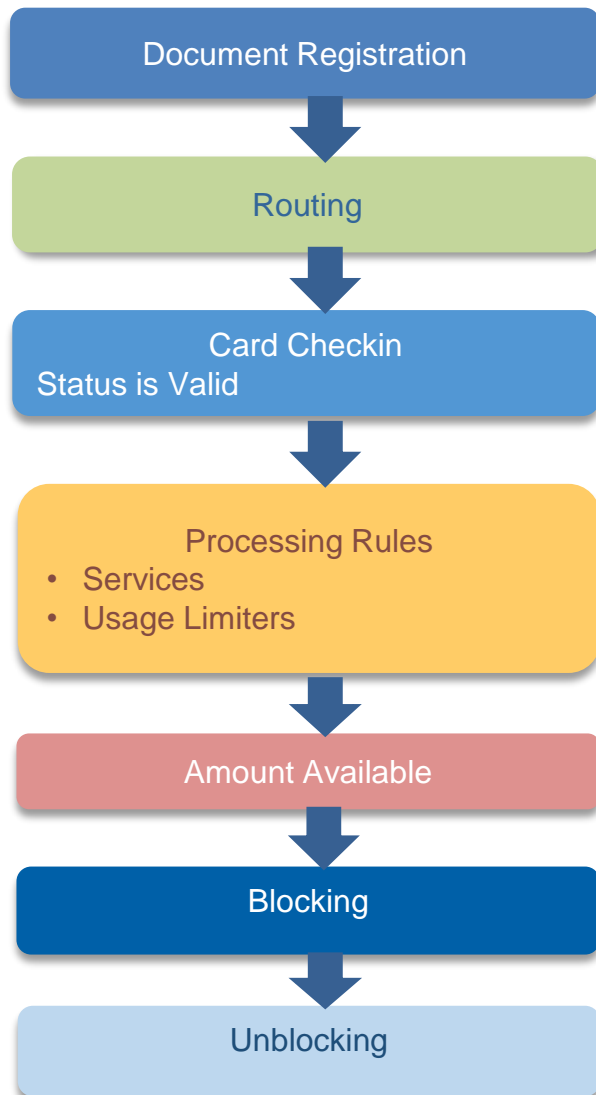 Document Registration
Routing
Card Checkin
Status is Valid
Processing Rules
• Services
• Usage Limiters
Amount Available
Blocking
Unblocking